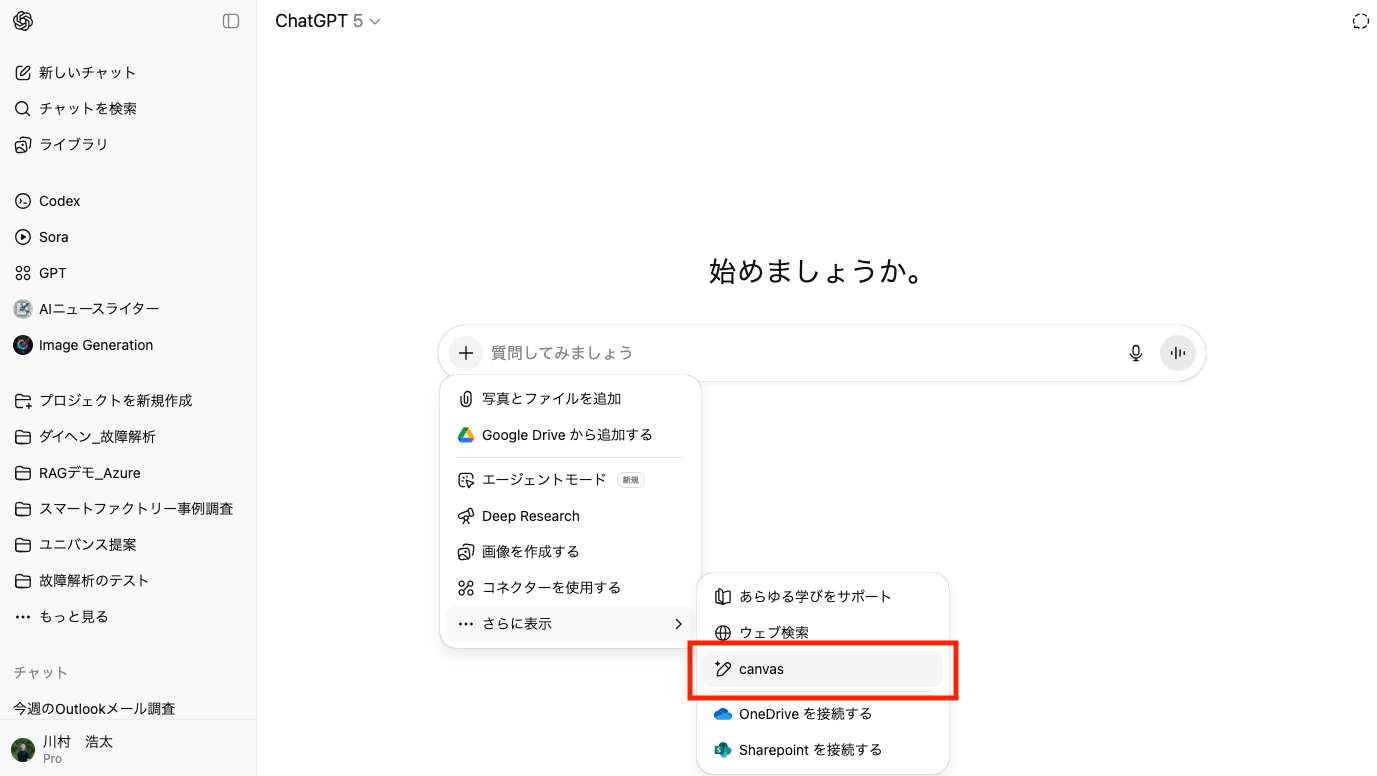 ChatGPT 5
新しいチャット
チャットを検索
ライブラリ
Codex
Sora
GPT
AIニュースライター
Image Generation
プロジェクトを新規作成
ダイヘン_故障解析
RAGデモ_Azure
スマートファクトリー事例調査
ユニバンス提案
故障解析のテスト
もっと見る
チャット
今週のOutlookメール調査
川村 浩太
Pro
始めましょうか。
質問してみましょう
写真とファイルを追加
Google Drive から追加する
エージェントモード 新規
Deep Research
画像を作成する
コネクターを使用する
さらに表示
あらゆる学びをサポート
ウェブ検索
canvas
OneDrive を接続する
Sharepoint を接続する